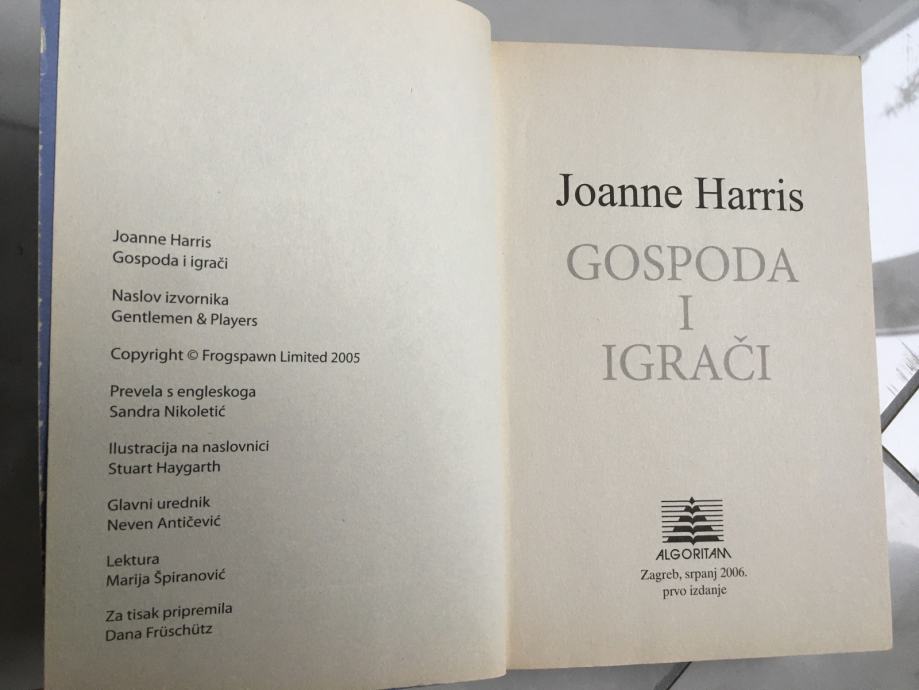 Joanne Harris
Gospoda i igrači
Naslov izvornika
Gentlemen & Players
Copyright © Frogspawn Limited 2005
Prevela s engleskoga
Sandra Nikoletić
Ilustracija na naslovnici
Stuart Haygarth
Glavni urednik
Neven Antičević
Lektura
Marija Špiranović
Za tisak pripremila
Dana Früschütz
Joanne Harris
GOSPODA
I
IGRAČI
ALGORITAM
Zagreb, srpanj 2006.
prvo izdanje